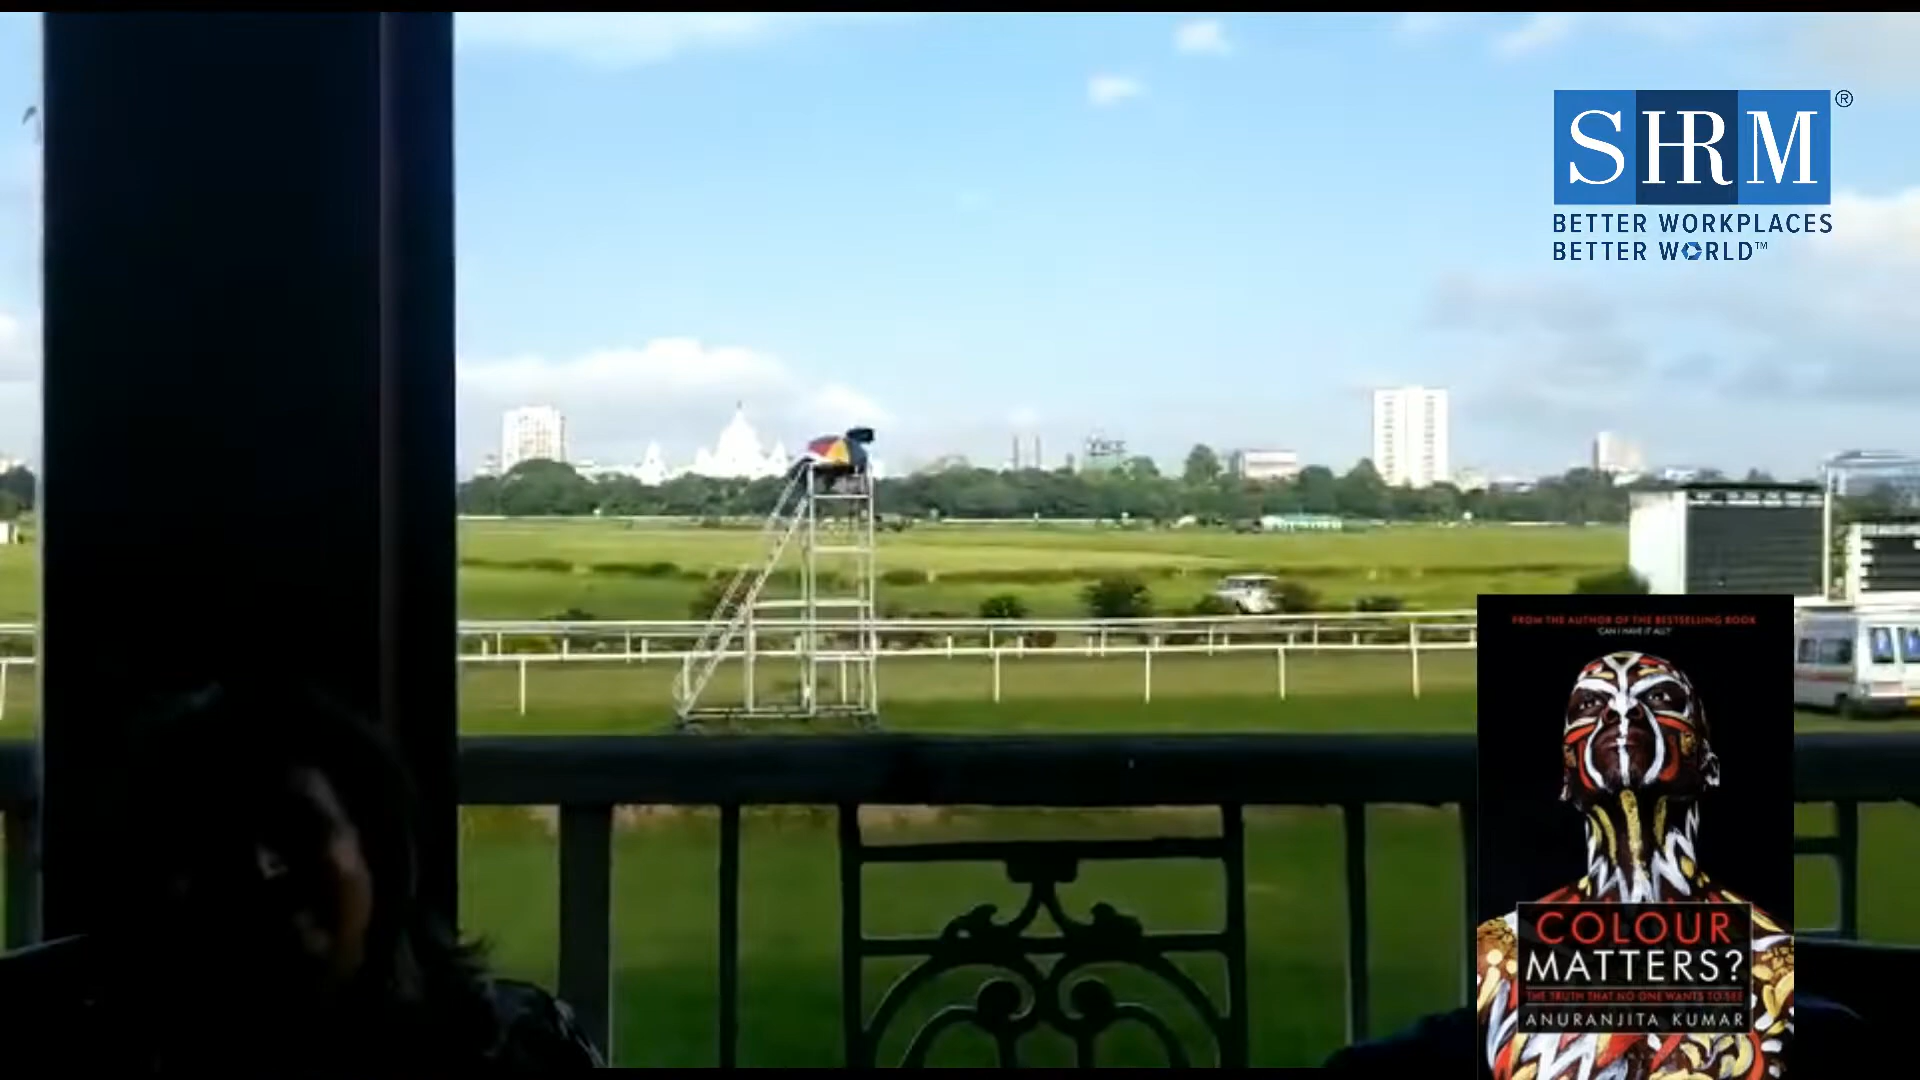 SHRM®
BETTER WORKPLACES
BETTER WORLD™
FROM THE AUTHOR OF THE BESTSELLING BOOK
'CAN I HAVE IT ALL?'
COLOUR
MATTERS?
THE TRUTH THAT NO ONE WANTS TO SEE
ANURANJITA KUMAR